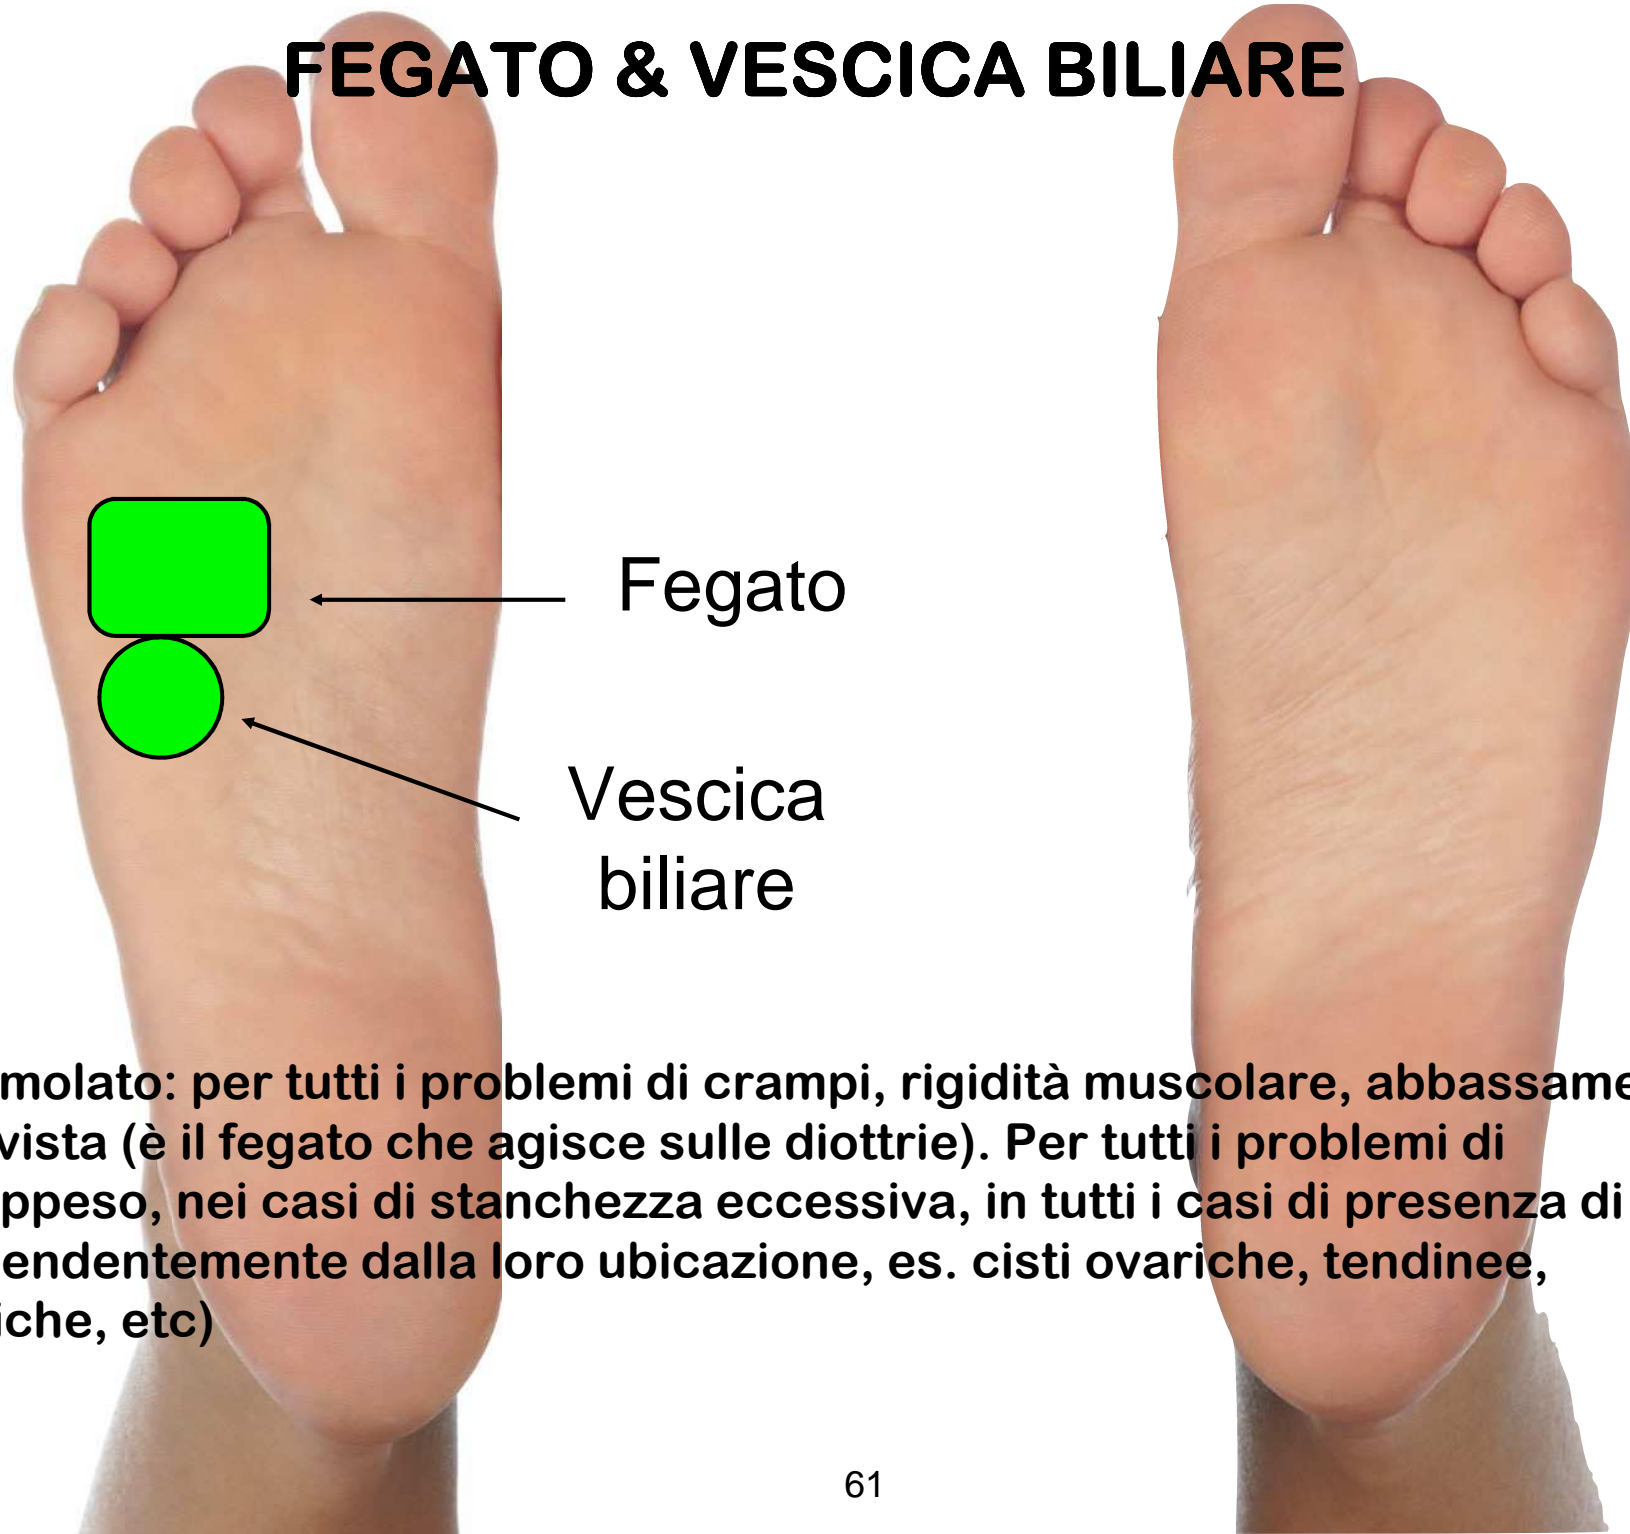 FEGATO & VESCICA BILIARE
Fegato
Vescica
biliare
molato: per tutti i problemi di crampi, rigidità muscolare, abbassame
vista (è il fegato che agisce sulle diottrie). Per tutti i problemi di
ppeso, nei casi di stanchezza eccessiva, in tutti i casi di presenza di
endentemente dalla loro ubicazione, es. cisti ovariche, tendinee,
iche, etc)
61